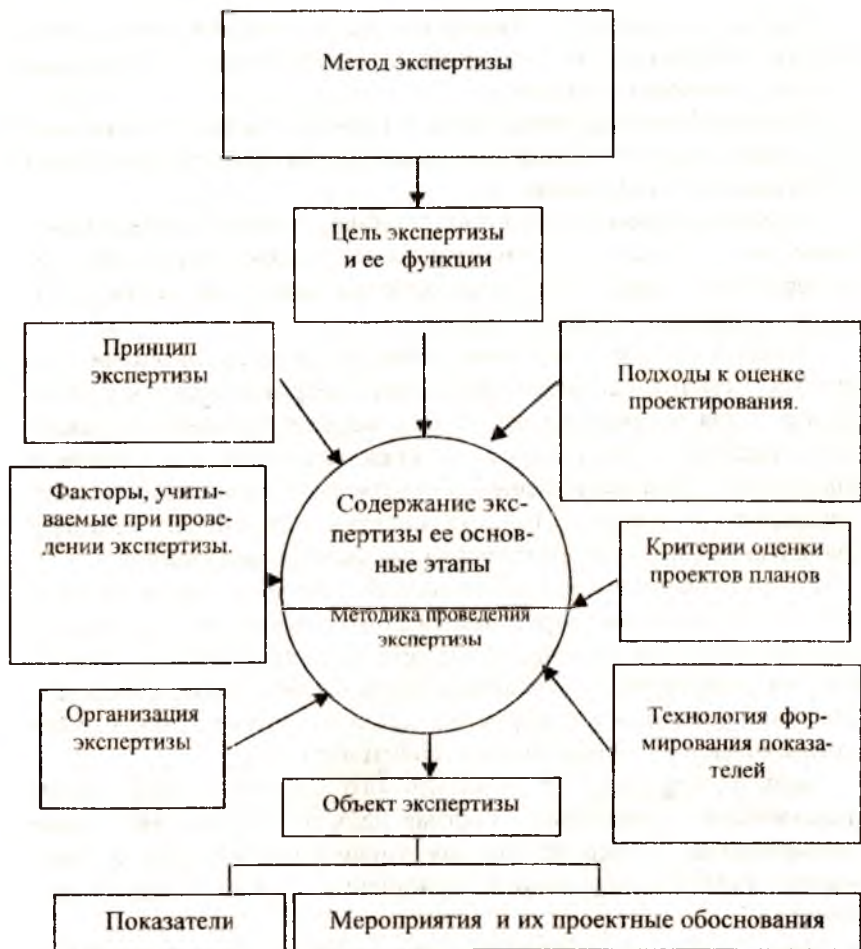 Метод экспертизы
Цель экспертизы
и ее функции
Принцип
экспертизы
Подходы к оценке
проектирования.
Факторы, учиты-
ваемые при прове-
дении экспертизы.
Содержание экс-
пертизы ее основ-
ные этапы
Методика проведения
экспертизы
Критерии оценки
проектов планов
Организация
экспертизы
Технология фор-
мирования показа-
телей
Объект экспертизы
Показатели
Мероприятия и их проектные обоснования